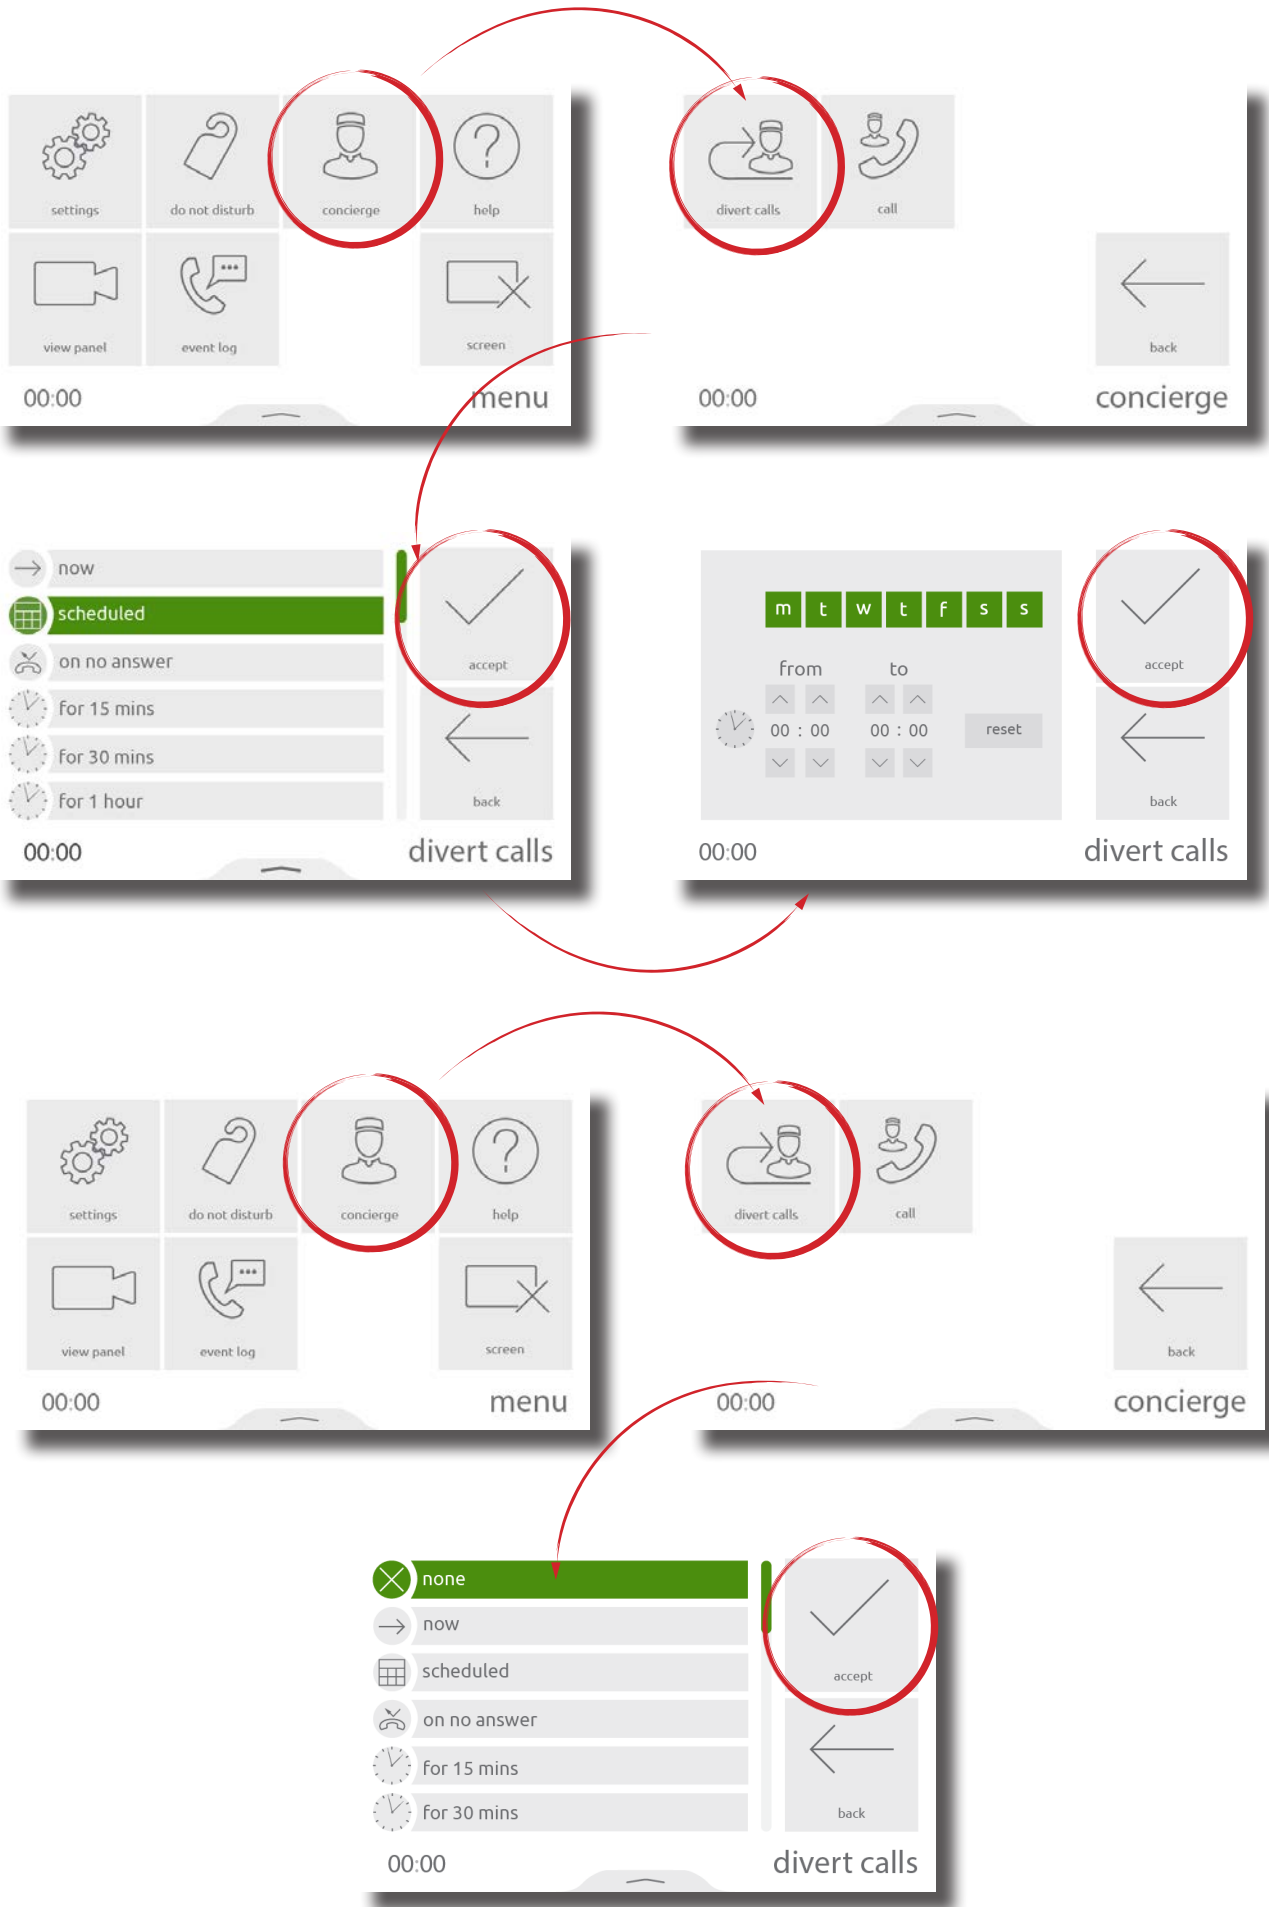 settings
do not disturb
concierge
help
view panel
event log
screen
00:00
menu
divert calls
call
back
00:00
concierge
now
scheduled
on no answer
for 15 mins
for 30 mins
for 1 hour
accept
back
00:00
divert calls
m t w t f s s
from to
00 : 00 00 : 00
reset
accept
back
00:00
divert calls
settings
do not disturb
concierge
help
view panel
event log
screen
00:00
menu
divert calls
call
back
00:00
concierge
none
now
scheduled
on no answer
for 15 mins
for 30 mins
accept
back
00:00
divert calls